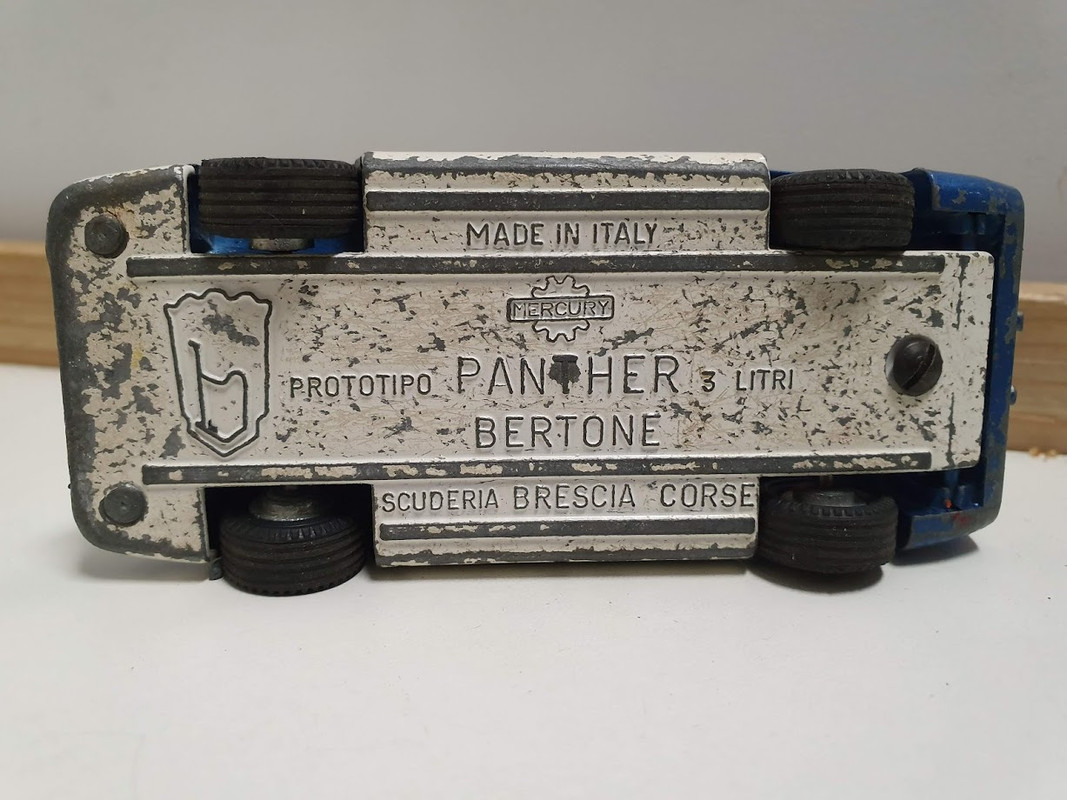 MADE IN ITALY
MERCURY
PROTOTIPO PANTHER 3 LITRI
BERTONE
SCUDERIA BRESCIA CORSE